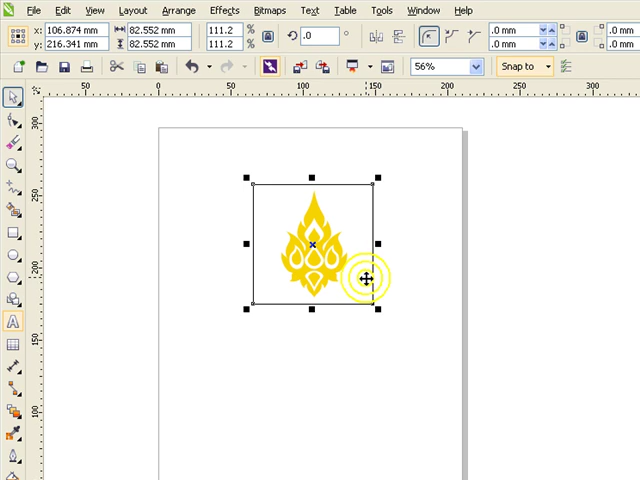 File Edit View Layout Arrange Effects Bitmaps Text Table Tools Window Help
x: 106.874 mm 82.552 mm 111.2 % .0 ° .0 mm .0 mm
y: 216.341 mm 82.552 mm 111.2 % .0 mm .0 mm
56% Snap to
50 0 50 100 150 200 250 300
300
250
200
150
100
A